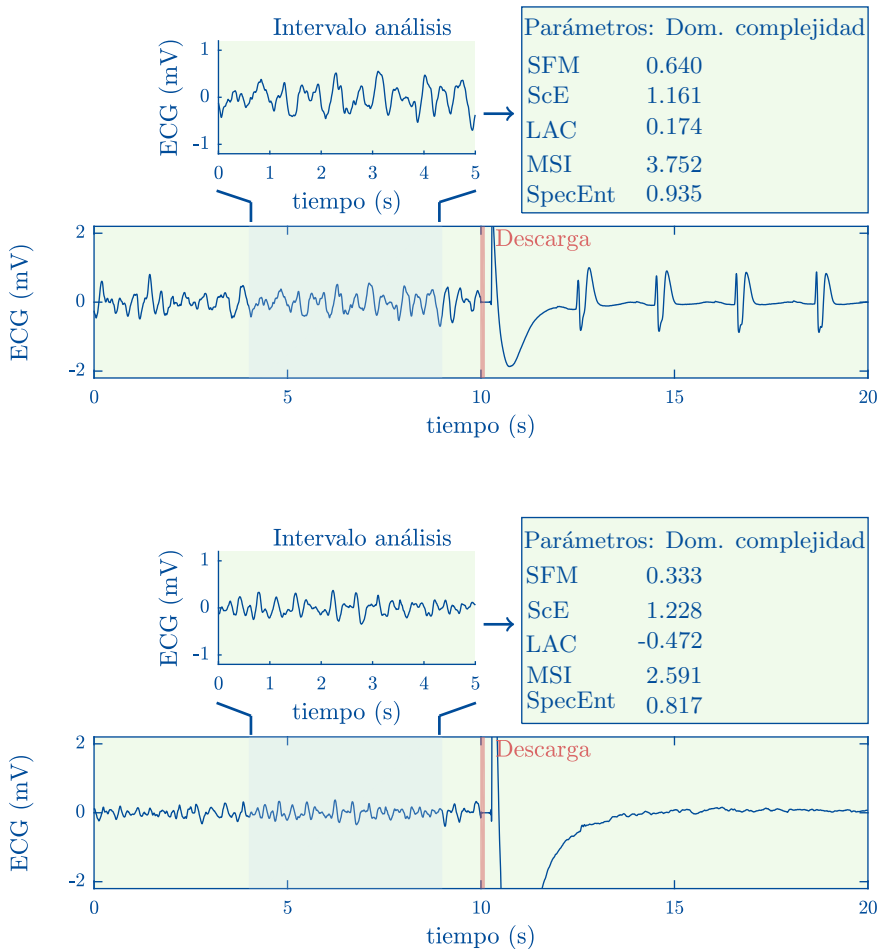 Intervalo análisis
ECG (mV)
1
0
-1
0 1 2 3 4 5
tiempo (s)
Parámetros: Dom. complejidad
SFM 0.640
ScE 1.161
LAC 0.174
MSI 3.752
SpecEnt 0.935
ECG (mV)
2
0
-2
Descarga
0 5 10 15 20
tiempo (s)
Intervalo análisis
ECG (mV)
1
0
-1
0 1 2 3 4 5
tiempo (s)
Parámetros: Dom. complejidad
SFM 0.333
ScE 1.228
LAC -0.472
MSI 2.591
SpecEnt 0.817
ECG (mV)
2
0
-2
Descarga
0 5 10 15 20
tiempo (s)